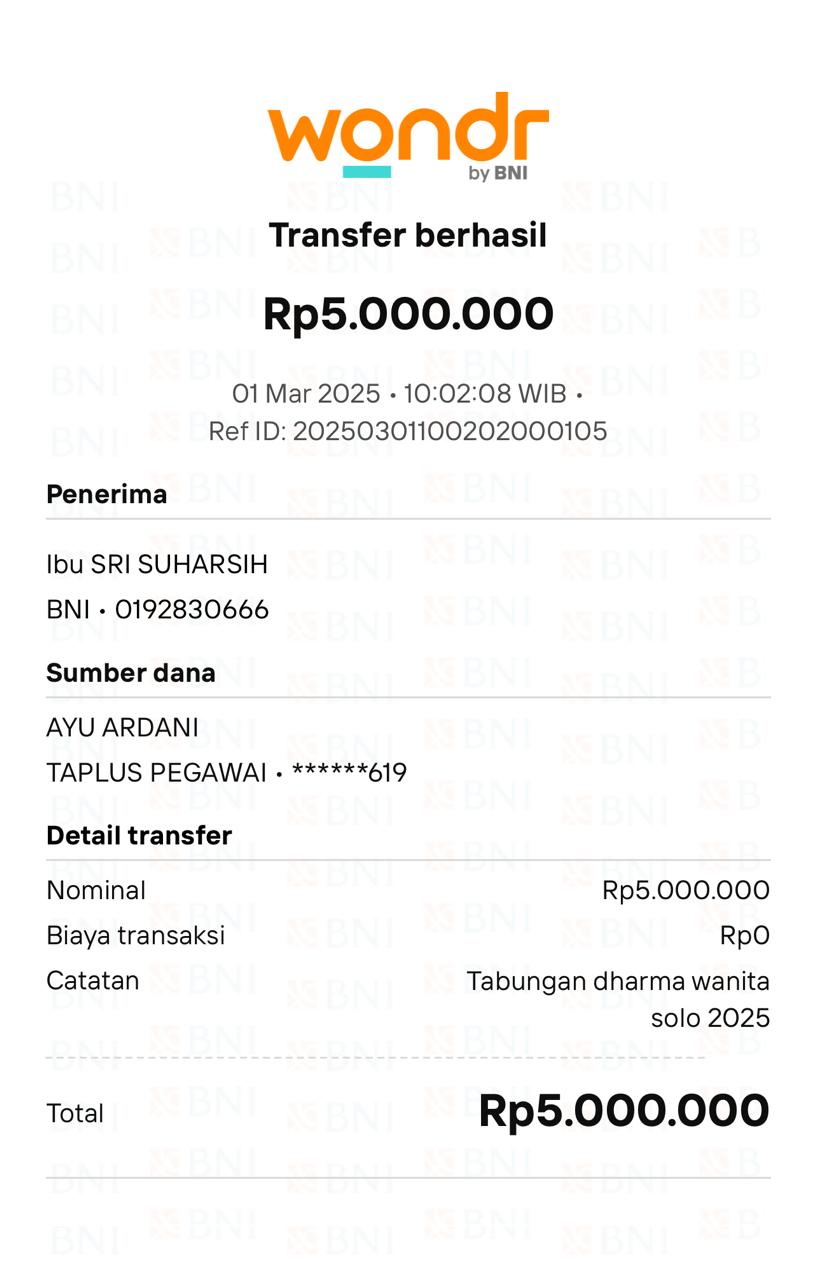 wondr
by BNI
Transfer berhasil
Rp5.000.000
01 Mar 2025 • 10:02:08 WIB •
Ref ID: 20250301100202000105
Penerima
Ibu SRI SUHARSIH
BNI • 0192830666
Sumber dana
AYU ARDANI
TAPLUS PEGAWAI • ******619
Detail transfer
Nominal Rp5.000.000
Biaya transaksi Rp0
Catatan Tabungan dharma wanita
solo 2025
Total Rp5.000.000